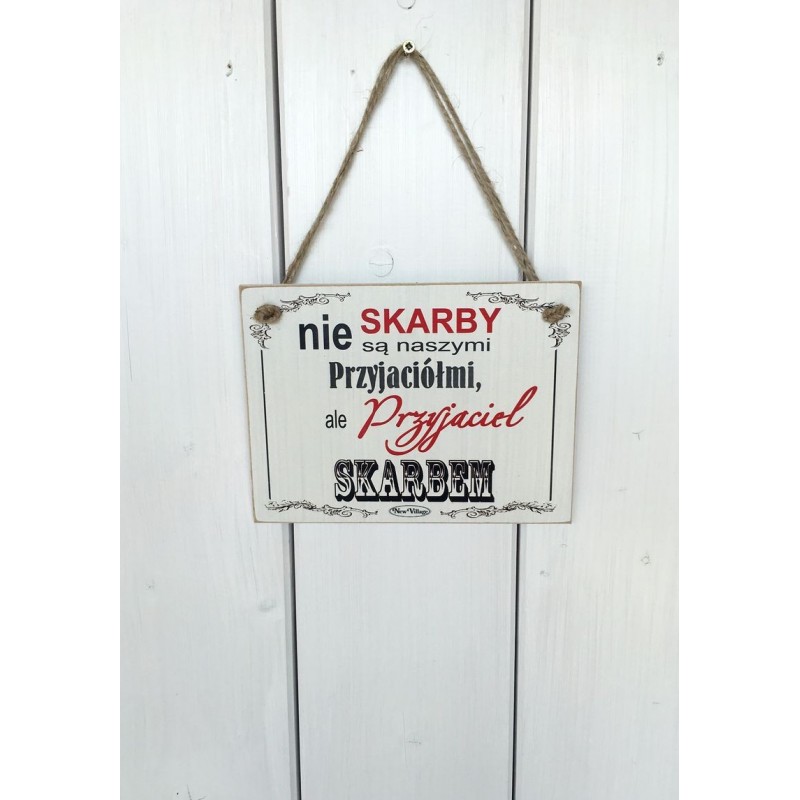 nie SKARBY
są naszymi
Przyjaciółmi,
ale Przyjaciel
SKARBEM
New Village